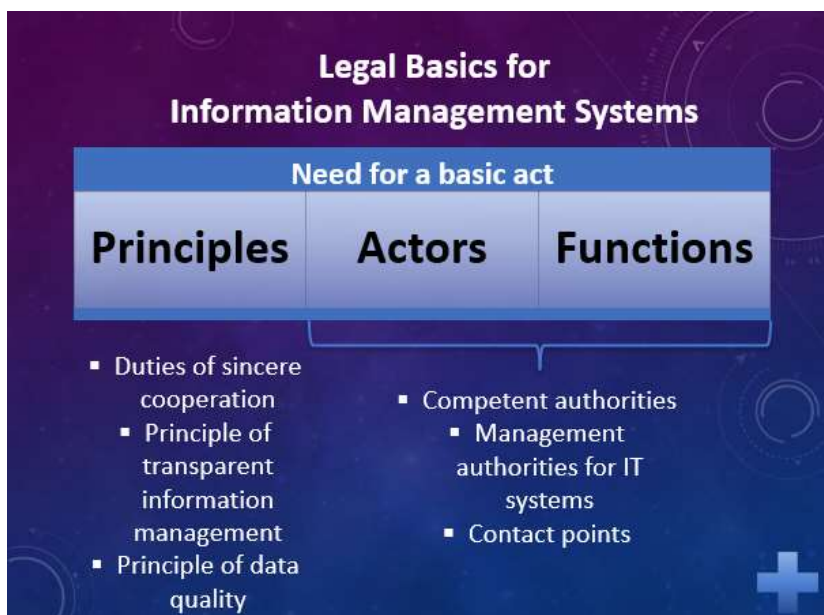 Legal Basics for
Information Management Systems
Need for a basic act
Principles
Actors
Functions
▪ Duties of sincere
cooperation
▪ Principle of
transparent
information
management
▪ Principle of data
quality
▪ Competent authorities
▪ Management
authorities for IT
systems
▪ Contact points